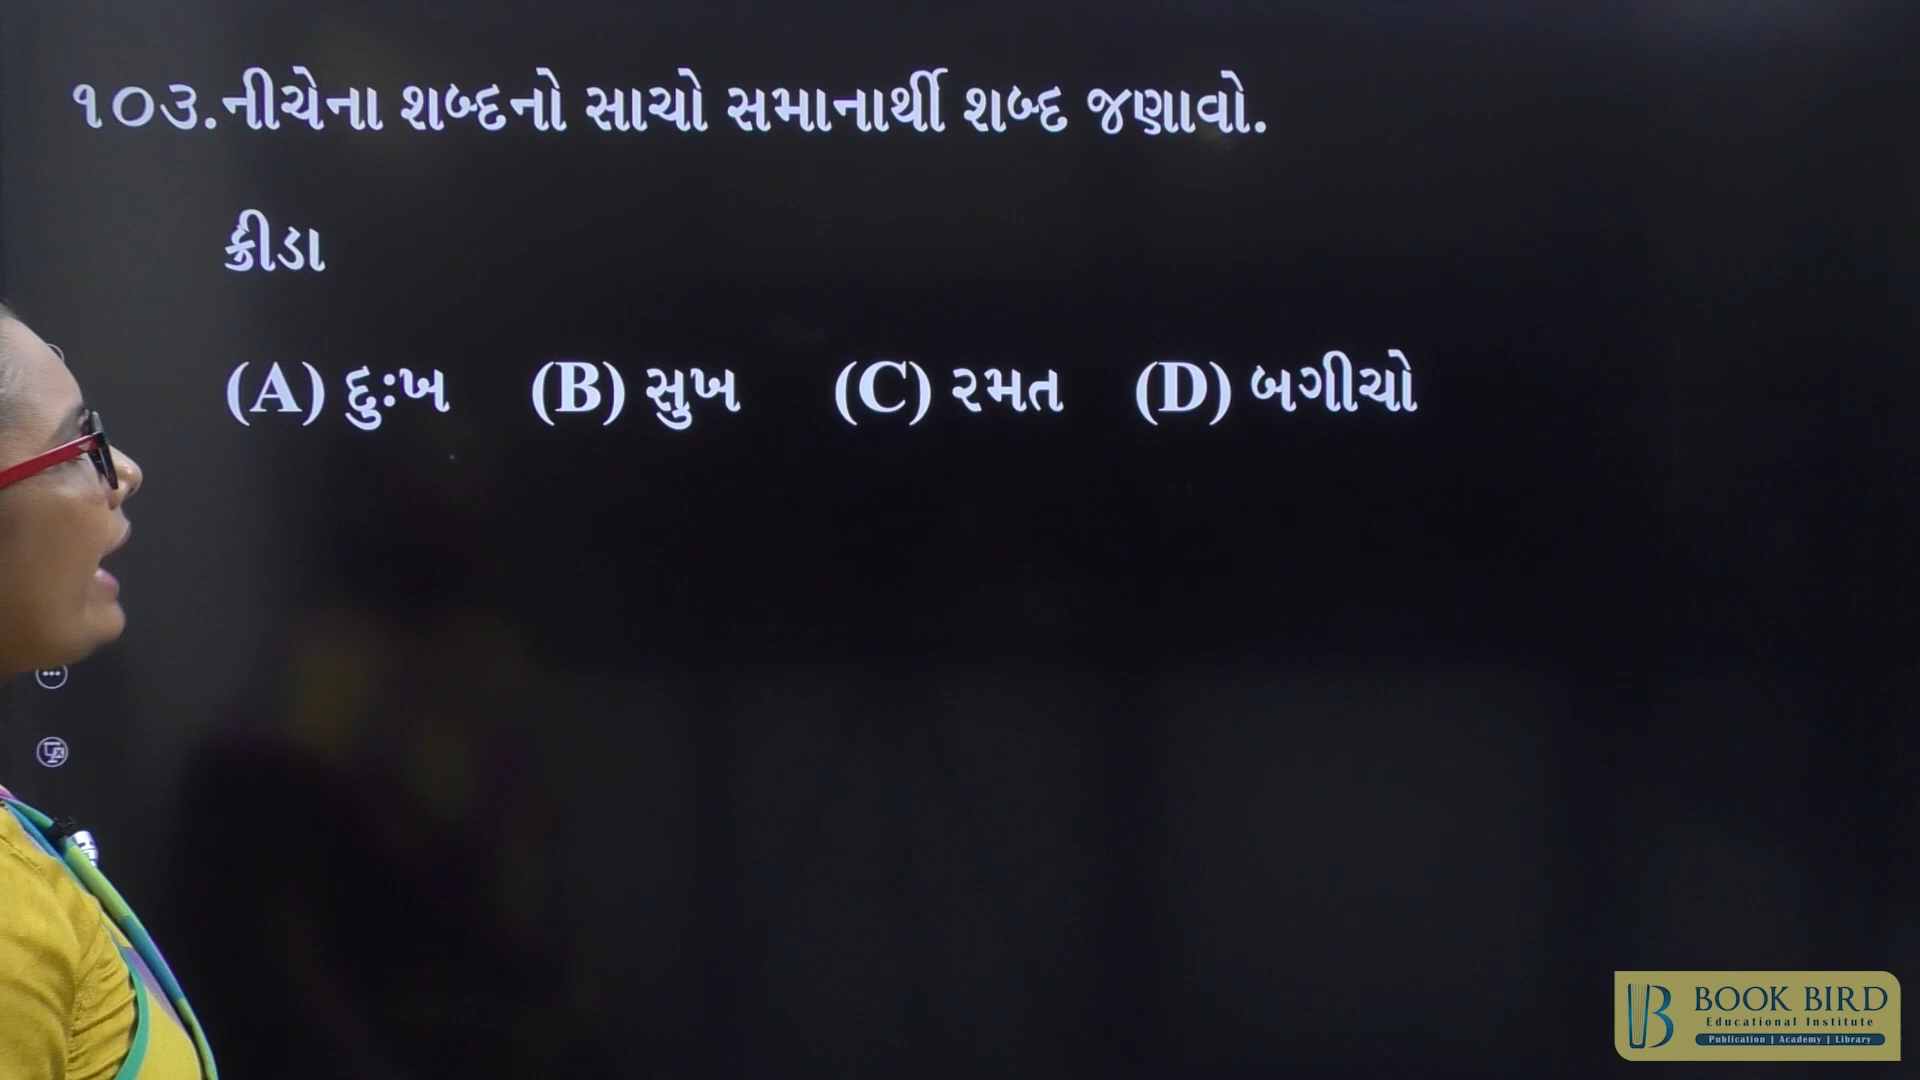 ૧૦૩.નીચેના શબ્દનો સાચો સમાનાર્થી શબ્દ જણાવો.
ક્રીડા
(A) દુઃખ (B) સુખ (C) રમત (D) બગીચો
BOOK BIRD
Educational Institute
Publication | Academy | Library